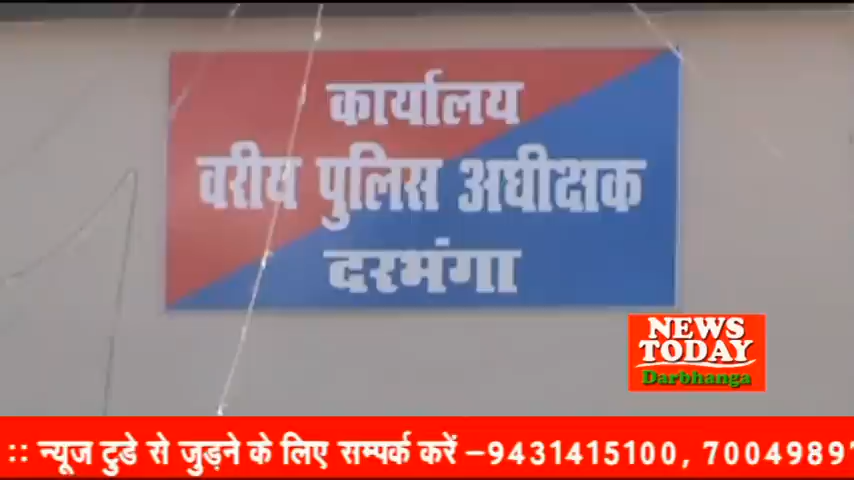 कार्यालय
वरीय पुलिस अधीक्षक
दरभंगा
NEWS
TODAY
Darbhanga
:: न्यूज टुडे से जुड़ने के लिए सम्पर्क करें –9431415100, 7004989